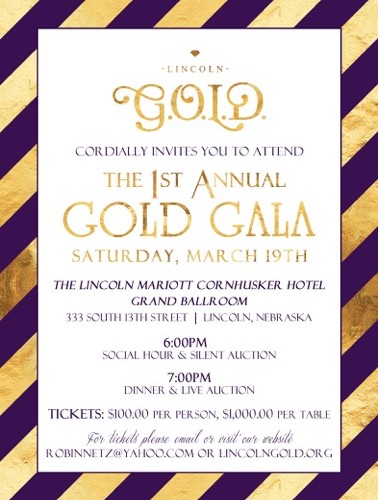 -LINCOLN-
G.O.L.D.
CORDIALLY INVITES YOU TO ATTEND
THE 1ST ANNUAL
GOLD GALA
SATURDAY, MARCH 19TH
THE LINCOLN MARIOTT CORNHUSKER HOTEL
GRAND BALLROOM
333 SOUTH 13TH STREET | LINCOLN, NEBRASKA
6:00PM
SOCIAL HOUR & SILENT AUCTION
7:00PM
DINNER & LIVE AUCTION
TICKETS: $100.00 PER PERSON, $1,000.00 PER TABLE
For tickets please email or visit our website
ROBINNETZ@YAHOO.COM OR LINCOLNGOLD.ORG